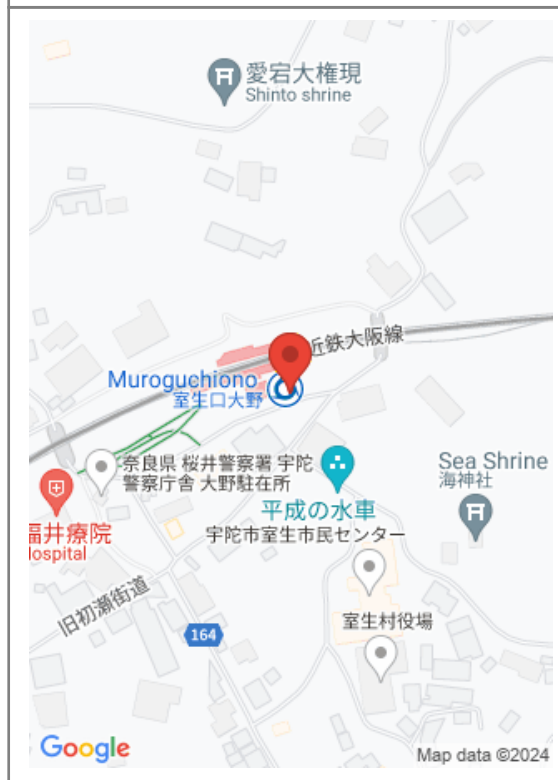 愛宕大権現
Shinto shrine
近鉄大阪線
Muroguchiono
室生口大野
奈良県 桜井警察署 宇陀
警察庁舎 大野駐在所
Sea Shrine
海神社
福井療院
Hospital
平成の水車
宇陀市室生市民センター
旧初瀬街道
164
室生村役場
Google
Map data ©2024